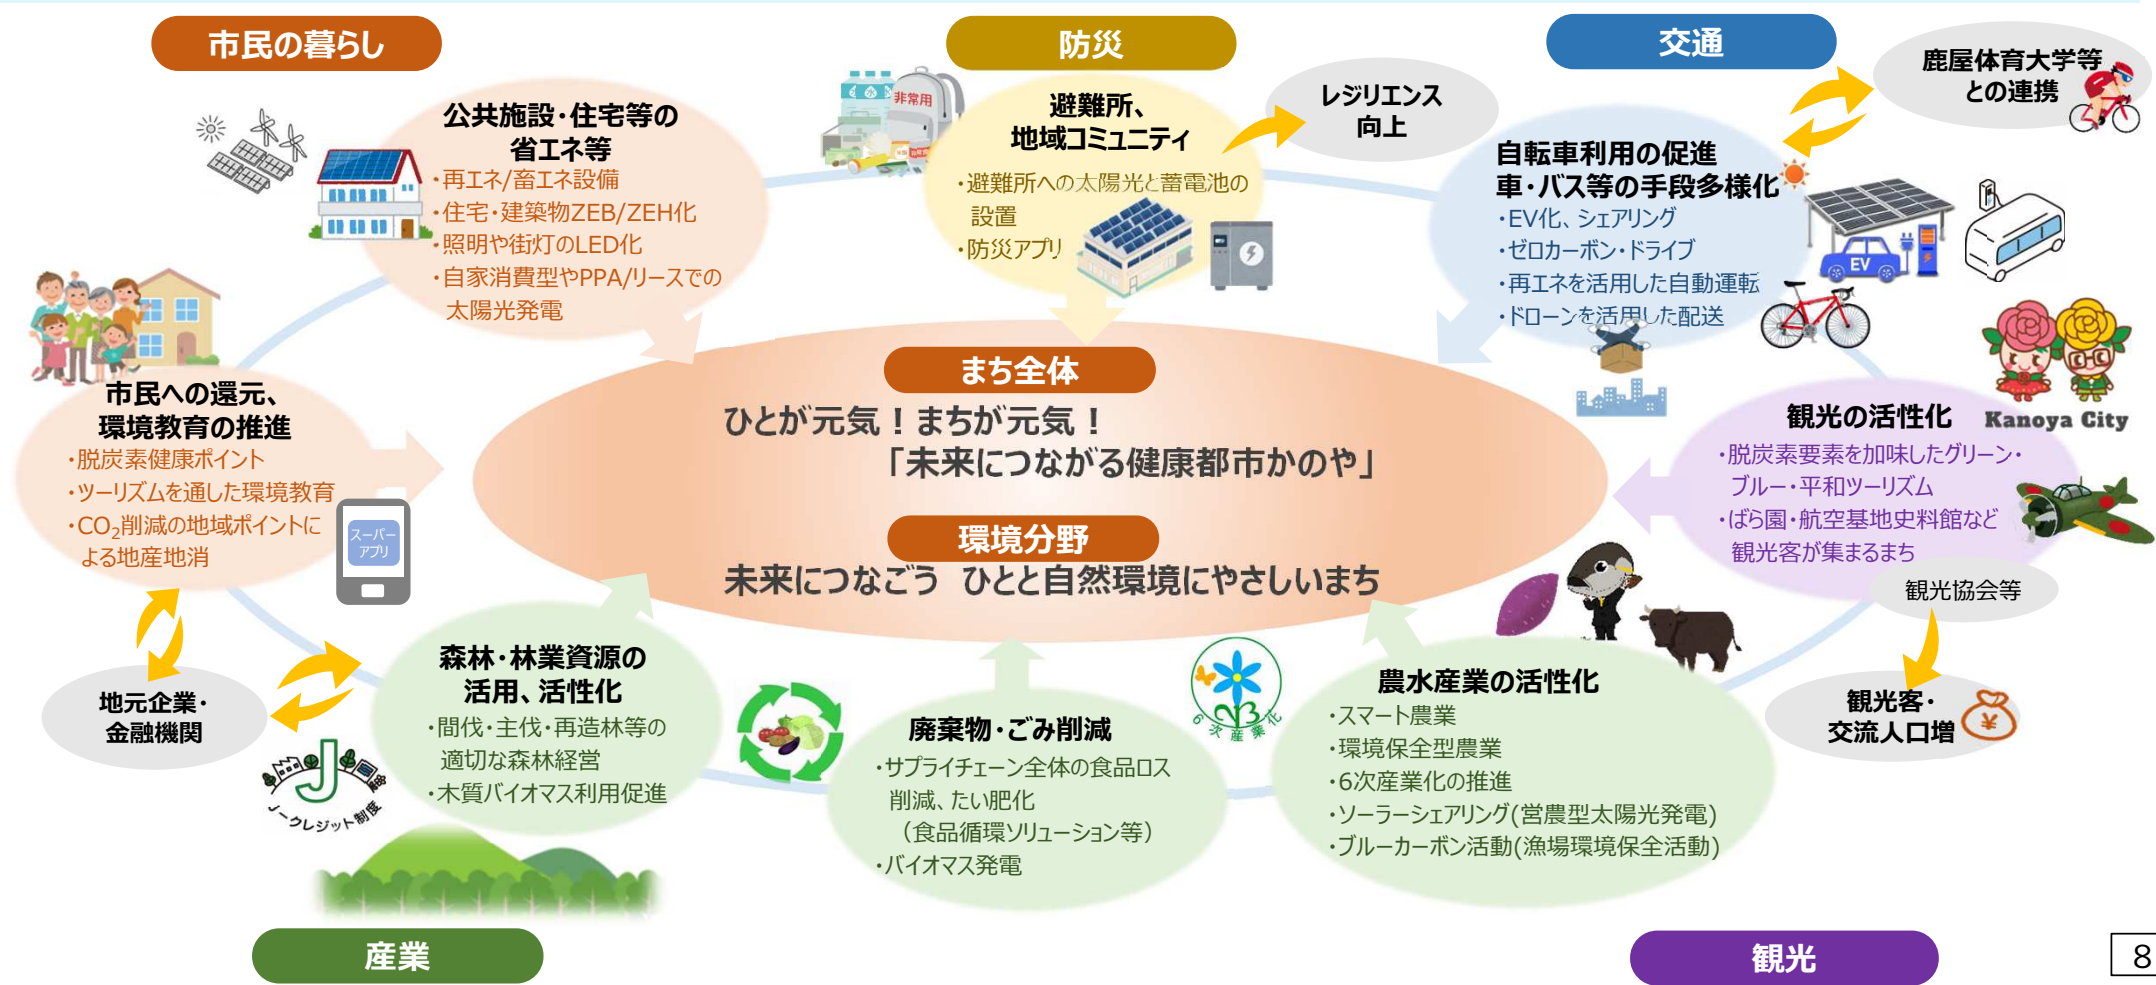 市民の暮らし
防災
交通
公共施設・住宅等の
省エネ等
・再エネ/畜エネ設備
・住宅・建築物ZEB/ZEH化
・照明や街灯のLED化
・自家消費型やPPA/リースでの
太陽光発電
非常用
避難所、
地域コミュニティ
・避難所への太陽光と蓄電池の
設置
・防災アプリ
レジリエンス
向上
鹿屋体育大学等
との連携
自転車利用の促進
車・バス等の手段多様化
・EV化、シェアリング
・ゼロカーボン・ドライブ
・再エネを活用した自動運転
・ドローンを活用した配送
EV
Kanoya City
市民への還元、
環境教育の推進
・脱炭素健康ポイント
・ツーリズムを通した環境教育
・CO2削減の地域ポイントに
よる地産地消
スーパー
アプリ
まち全体
ひとが元気！まちが元気！
「未来につながる健康都市かのや」
環境分野
未来につなごう　ひとと自然環境にやさしいまち
観光の活性化
・脱炭素要素を加味したグリーン・
ブルー・平和ツーリズム
・ばら園・航空基地史料館など
観光客が集まるまち
観光協会等
観光客・
交流人口増
¥
地元企業・
金融機関
森林・林業資源の
活用、活性化
・間伐・主伐・再造林等の
適切な森林経営
・木質バイオマス利用促進
J-クレジット制度
廃棄物・ごみ削減
・サプライチェーン全体の食品ロス
削減、たい肥化
（食品循環ソリューション等）
・バイオマス発電
6次産業化
農水産業の活性化
・スマート農業
・環境保全型農業
・6次産業化の推進
・ソーラーシェアリング(営農型太陽光発電)
・ブルーカーボン活動(漁場環境保全活動)
産業
観光
8